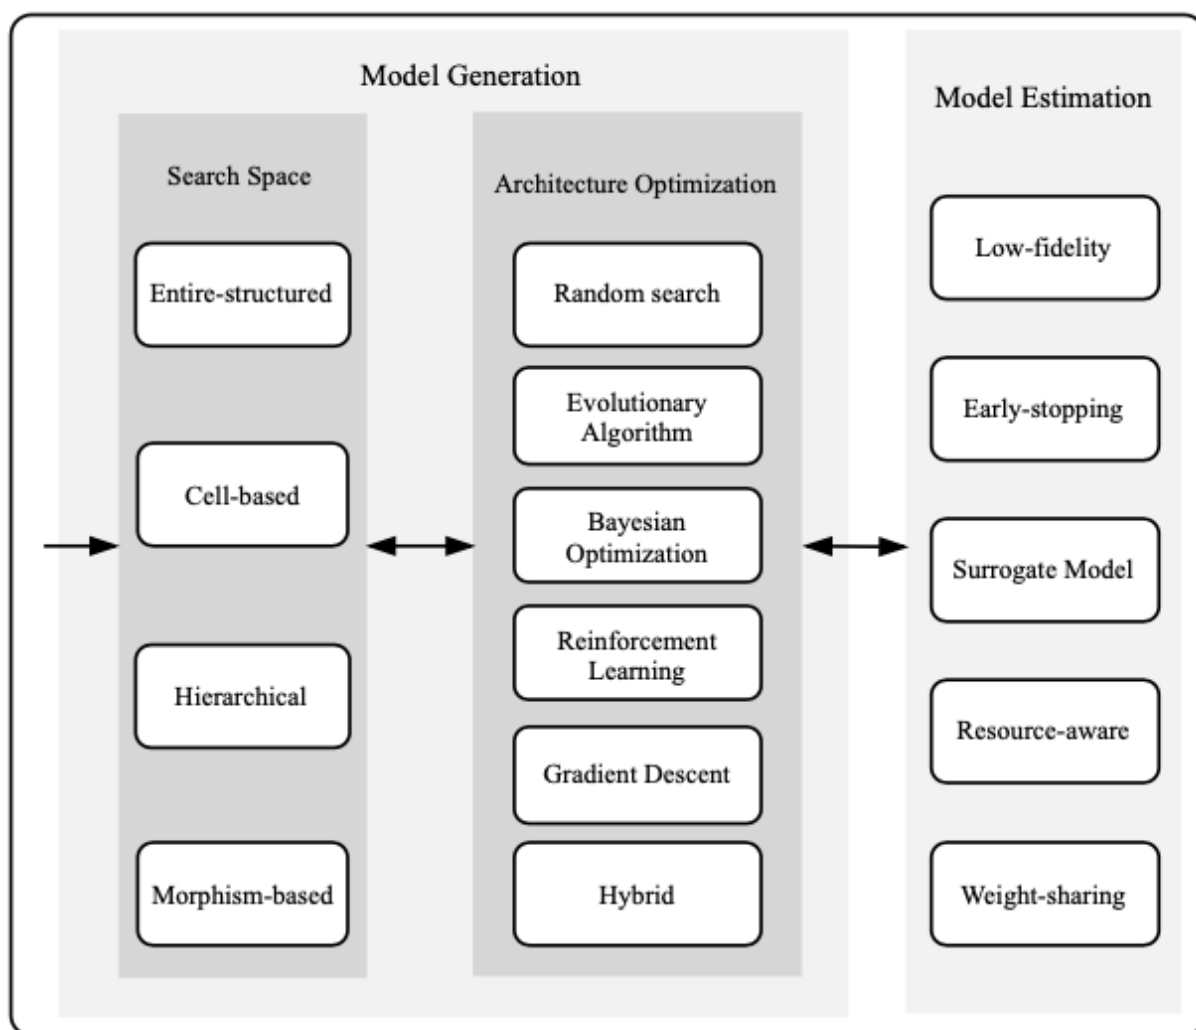 Model Generation
Search Space
Entire-structured
Cell-based
Hierarchical
Morphism-based
Architecture Optimization
Random search
Evolutionary
Algorithm
Bayesian
Optimization
Reinforcement
Learning
Gradient Descent
Hybrid
Model Estimation
Low-fidelity
Early-stopping
Surrogate Model
Resource-aware
Weight-sharing